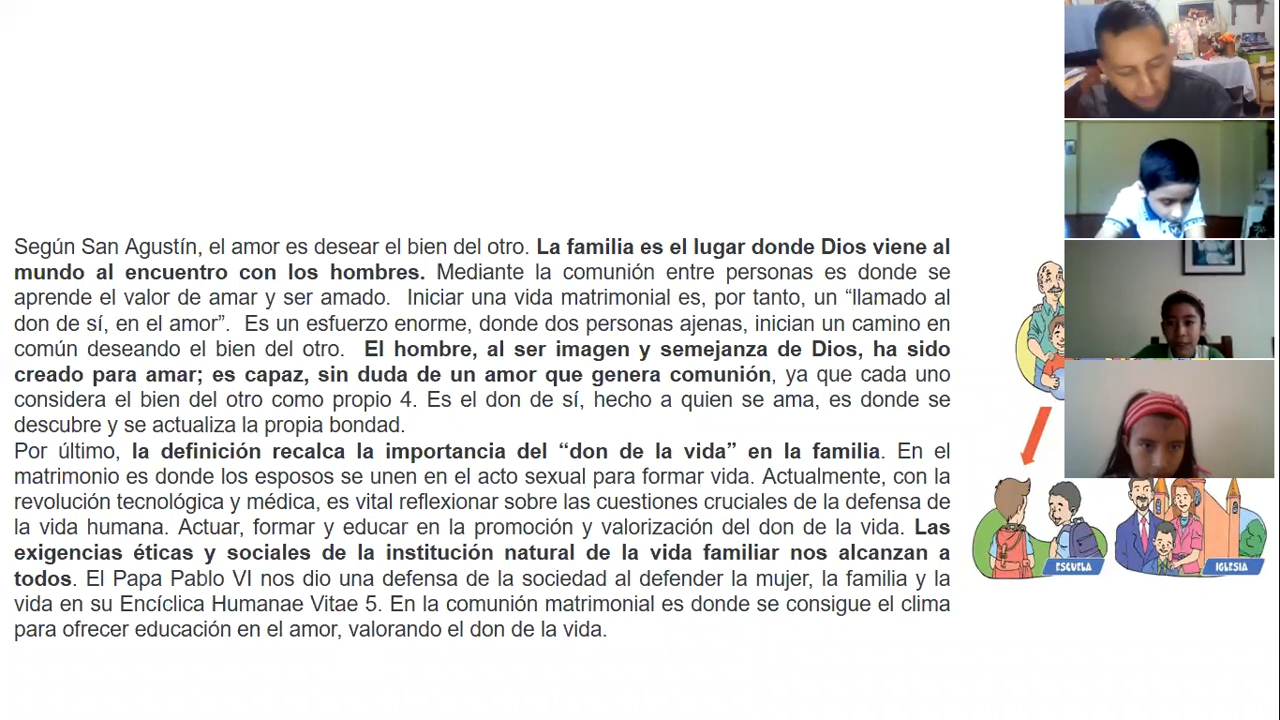 Según San Agustín, el amor es desear el bien del otro. La familia es el lugar donde Dios viene al
mundo al encuentro con los hombres. Mediante la comunión entre personas es donde se
aprende el valor de amar y ser amado. Iniciar una vida matrimonial es, por tanto, un “llamado al
don de sí, en el amor”. Es un esfuerzo enorme, donde dos personas ajenas, inician un camino en
común deseando el bien del otro. El hombre, al ser imagen y semejanza de Dios, ha sido
creado para amar; es capaz, sin duda de un amor que genera comunión, ya que cada uno
considera el bien del otro como propio 4. Es el don de sí, hecho a quien se ama, es donde se
descubre y se actualiza la propia bondad.
Por último, la definición recalca la importancia del “don de la vida” en la familia. En el
matrimonio es donde los esposos se unen en el acto sexual para formar vida. Actualmente, con la
revolución tecnológica y médica, es vital reflexionar sobre las cuestiones cruciales de la defensa de
la vida humana. Actuar, formar y educar en la promoción y valorización del don de la vida. Las
exigencias éticas y sociales de la institución natural de la vida familiar nos alcanzan a
todos. El Papa Pablo VI nos dio una defensa de la sociedad al defender la mujer, la familia y la
vida en su Encíclica Humanae Vitae 5. En la comunión matrimonial es donde se consigue el clima
para ofrecer educación en el amor, valorando el don de la vida.
ESCUELA
IGLESIA